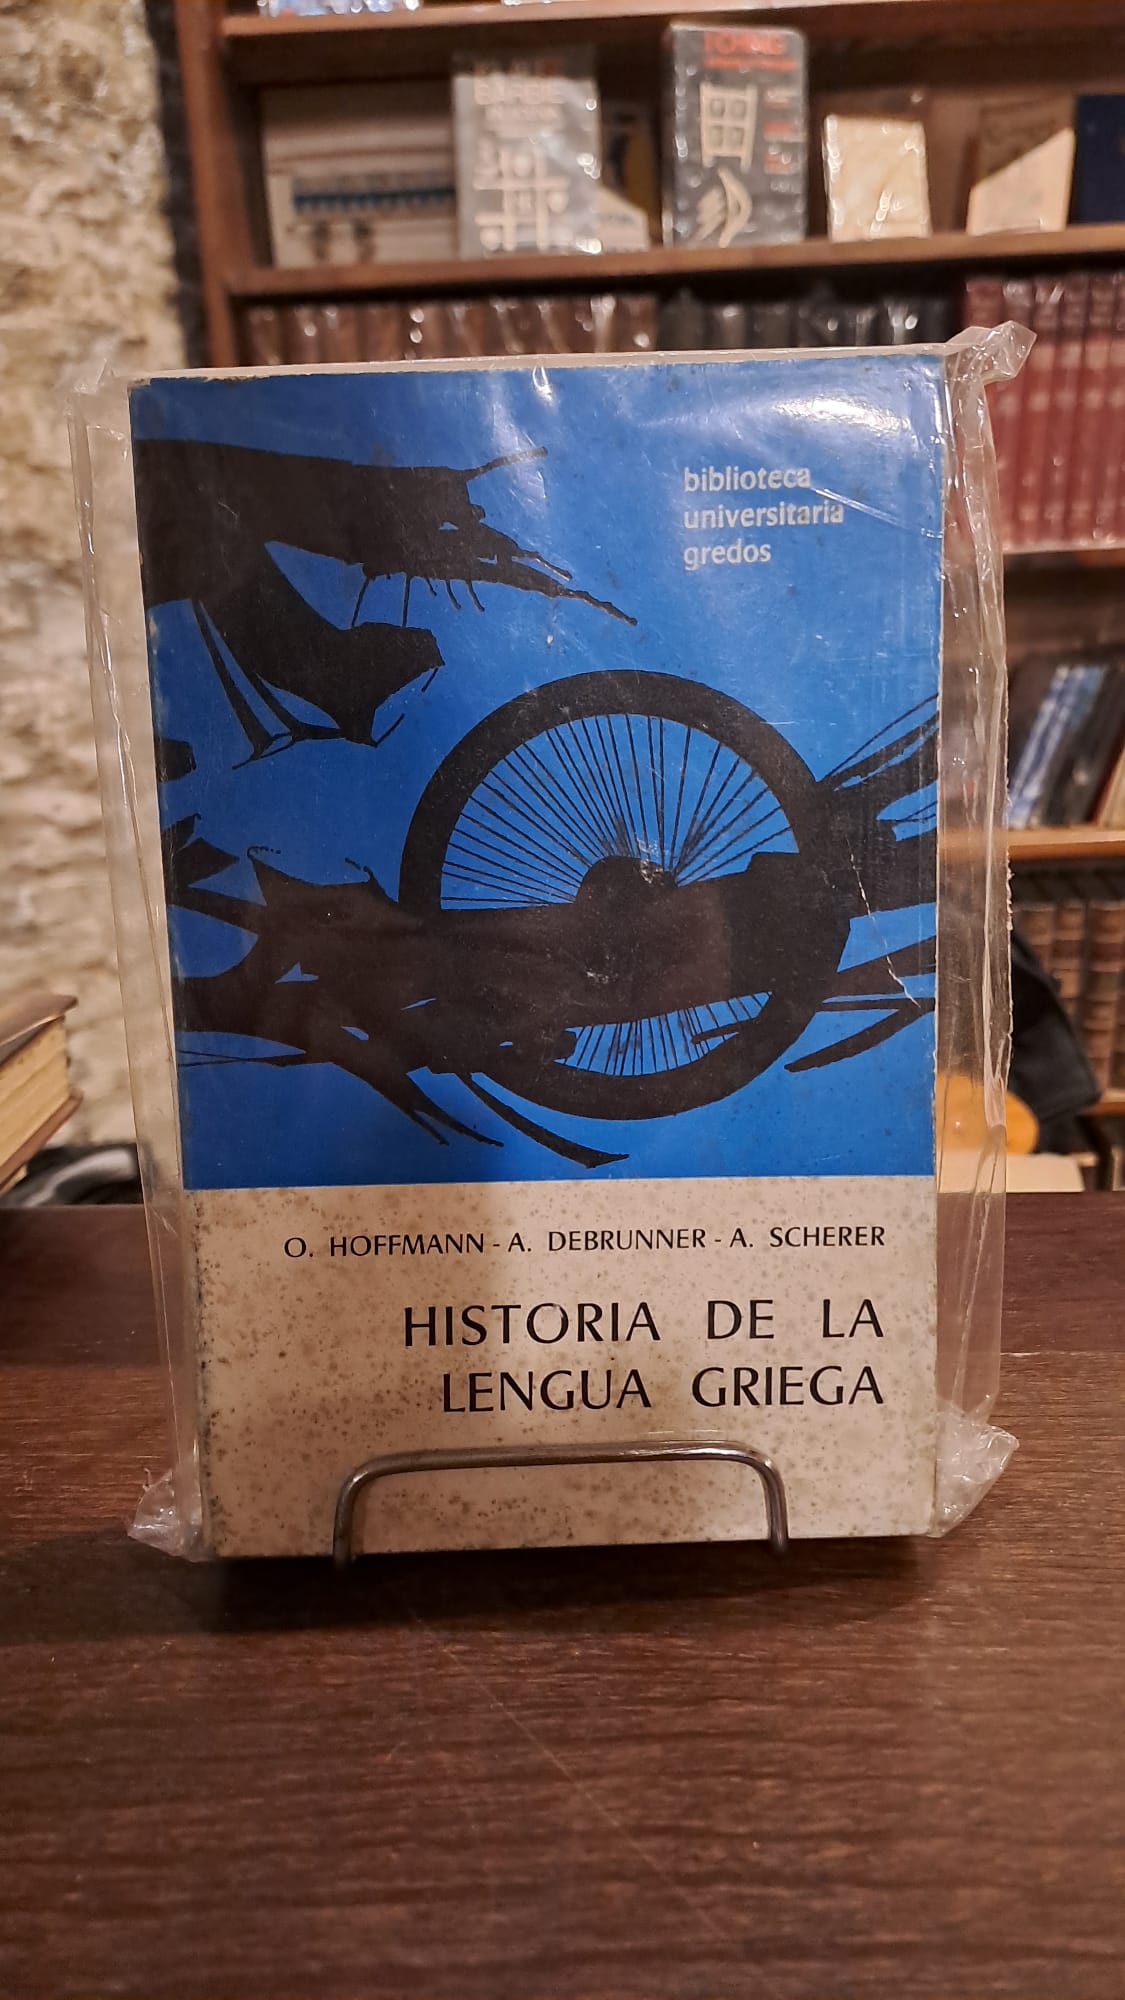 biblioteca
universitaria
gredos
O. HOFFMANN - A. DEBRUNNER - A. SCHERER
HISTORIA DE LA
LENGUA GRIEGA